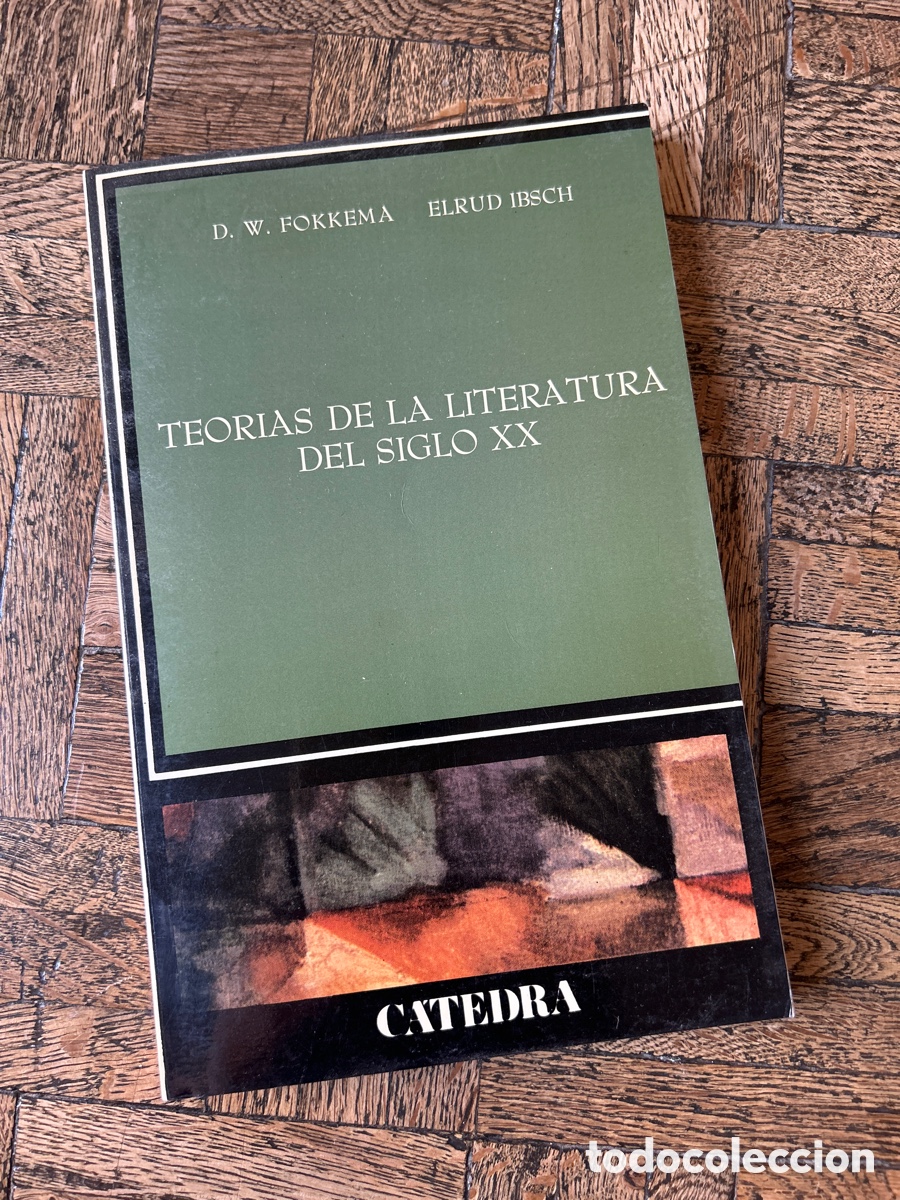 D. W. FOKKEMA ELRUD IBSCH
TEORIAS DE LA LITERATURA
DEL SIGLO XX
CATEDRA
todocoleccion